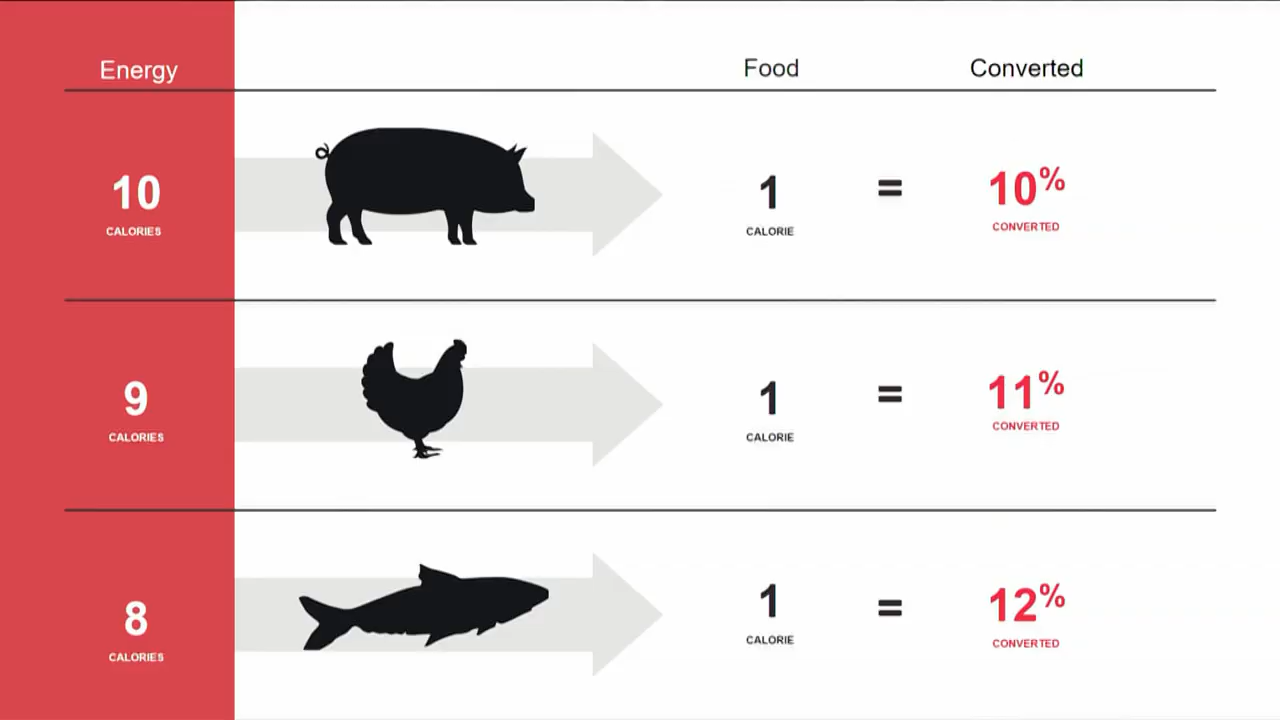 Energy Food Converted
10 1 = 10%
CALORIES CALORIE CONVERTED
9 1 = 11%
CALORIES CALORIE CONVERTED
8 1 = 12%
CALORIES CALORIE CONVERTED